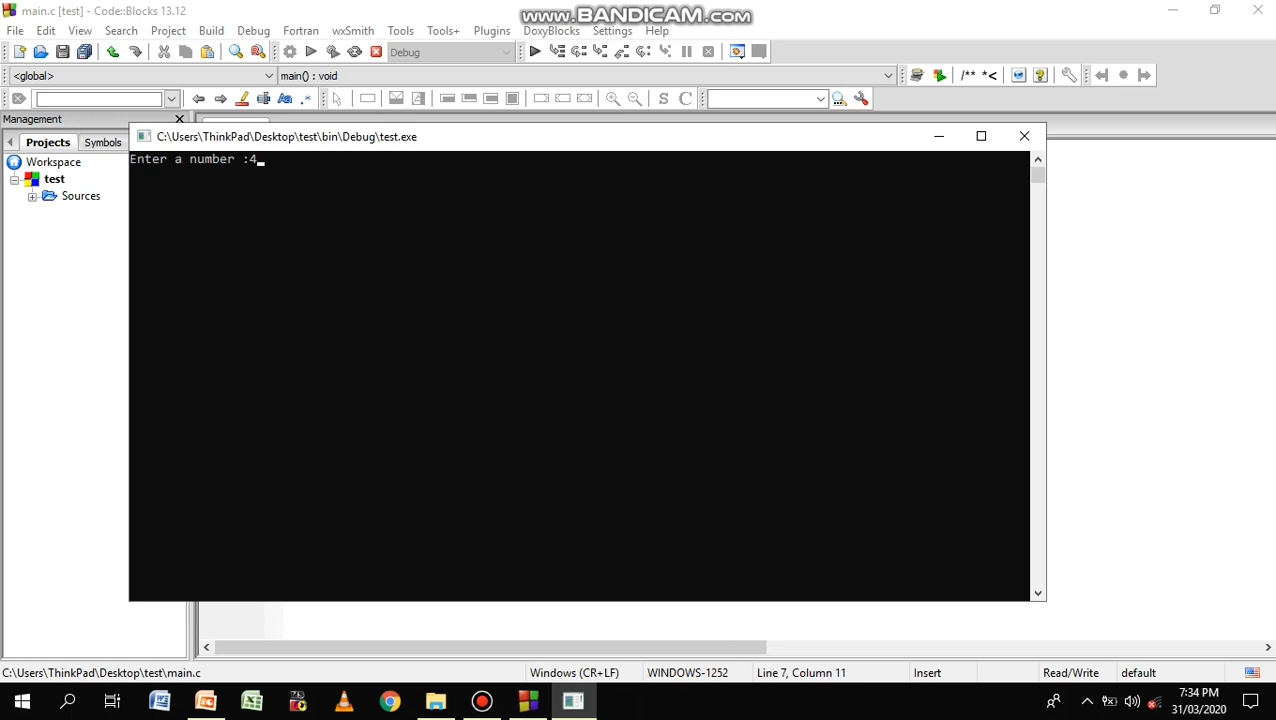 main.c [test] - Code::Blocks 13.12
www.BANDICAM.com
File Edit View Search Project Build Debug Fortran wxSmith Tools Tools+ Plugins DoxyBlocks Settings Help
Debug
<global> main() : void
/** *<
S C
Management
Projects Symbols
C:\Users\ThinkPad\Desktop\test\bin\Debug\test.exe
Enter a number :4
Workspace
test
Sources
C:\Users\ThinkPad\Desktop\test\main.c Windows (CR+LF) WINDOWS-1252 Line 7, Column 11 Insert Read/Write default
7:34 PM
31/03/2020